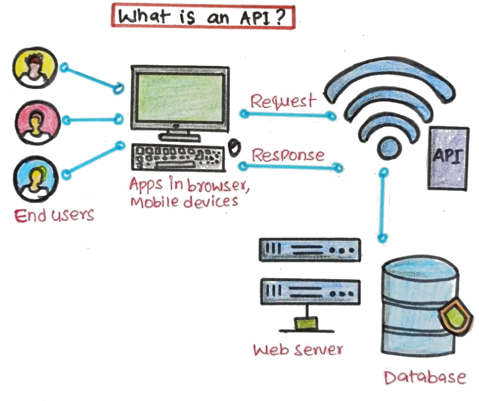 What is an API?
Request
API
Response
Apps in browser,
mobile devices
End users
Web server
Database